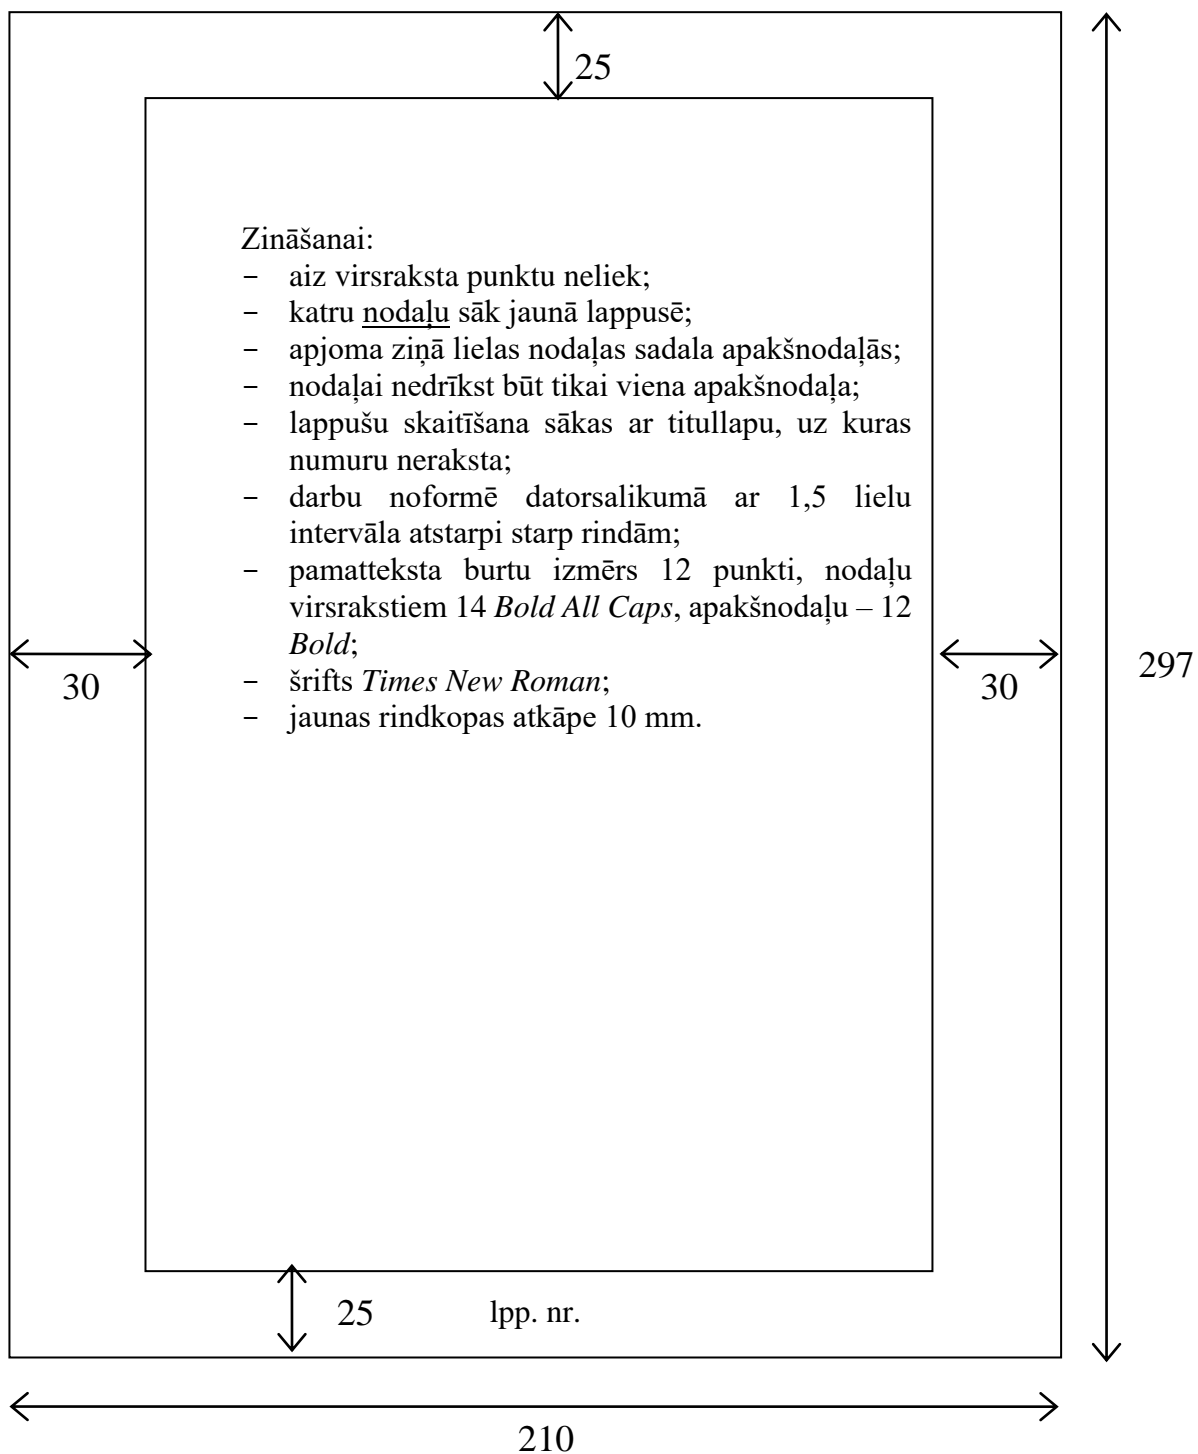 25
Zināšanai:
− aiz virsraksta punktu neliek;
− katru nodaļu sāk jaunā lappusē;
− apjoma ziņā lielas nodaļas sadala apakšnodaļās;
− nodaļai nedrīkst būt tikai viena apakšnodaļa;
− lappušu skaitīšana sākas ar titullapu, uz kuras
numuru neraksta;
− darbu noformē datorsalikumā ar 1,5 lielu
intervāla atstarpi starp rindām;
− pamatteksta burtu izmērs 12 punkti, nodaļu
virsrakstiem 14 Bold All Caps, apakšnodaļu – 12
Bold;
− šrifts Times New Roman;
− jaunas rindkopas atkāpe 10 mm.
30
30
297
25
lpp. nr.
210